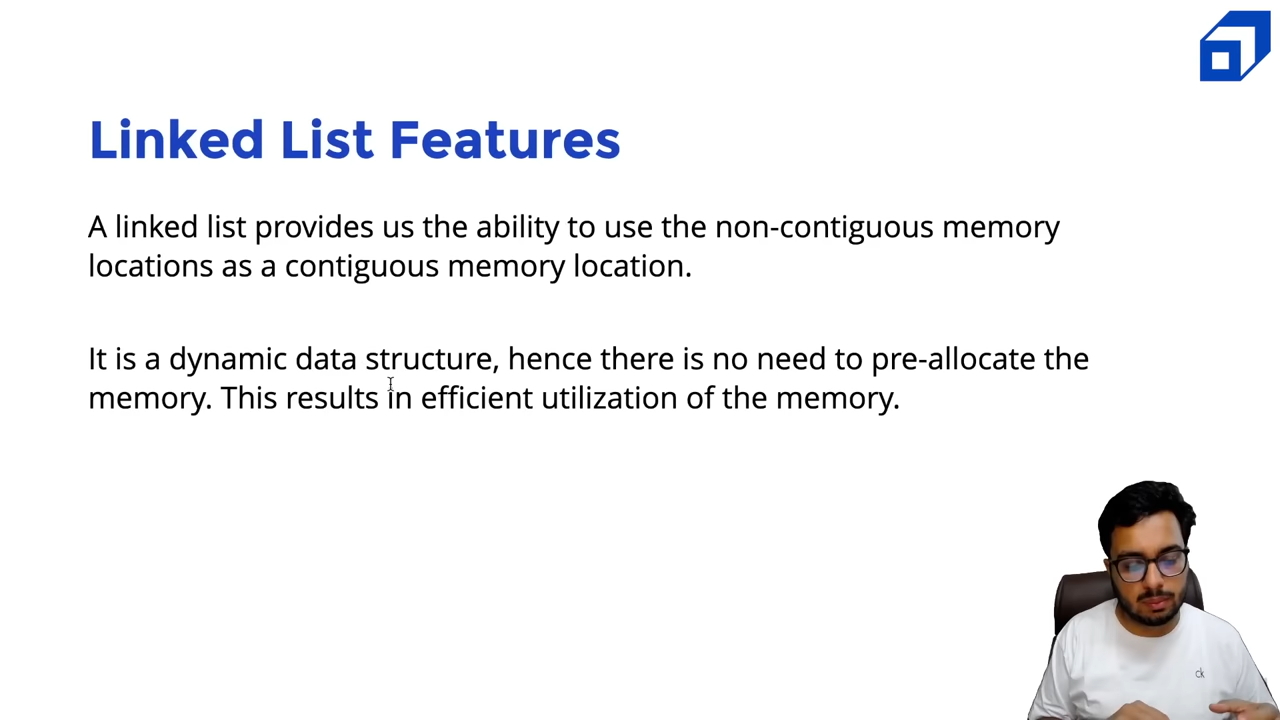 Linked List Features
A linked list provides us the ability to use the non-contiguous memory
locations as a contiguous memory location.
It is a dynamic data structure, hence there is no need to pre-allocate the
memory. This results in efficient utilization of the memory.
ck